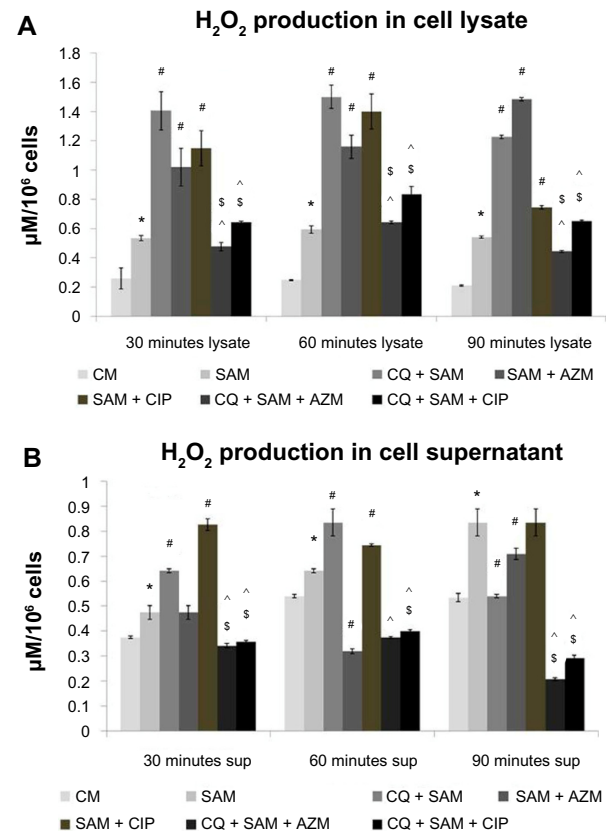 A
H₂O₂ production in cell lysate
µM/10⁶ cells
1.6
1.4
1.2
1
0.8
0.6
0.4
0.2
0
* # # # $ ^ ^ $
* # # # $ ^ ^ $
* # # # $ ^ ^ $
30 minutes lysate 60 minutes lysate 90 minutes lysate
CM SAM CQ + SAM SAM + AZM
SAM + CIP CQ + SAM + AZM CQ + SAM + CIP
B
H₂O₂ production in cell supernatant
µM/10⁶ cells
1
0.9
0.8
0.7
0.6
0.5
0.4
0.3
0.2
0.1
0
* # # ^ $ ^ $
* # # # ^ ^ $
* # # ^ $ ^ $
30 minutes sup 60 minutes sup 90 minutes sup
CM SAM CQ + SAM SAM + AZM
SAM + CIP CQ + SAM + AZM CQ + SAM + CIP